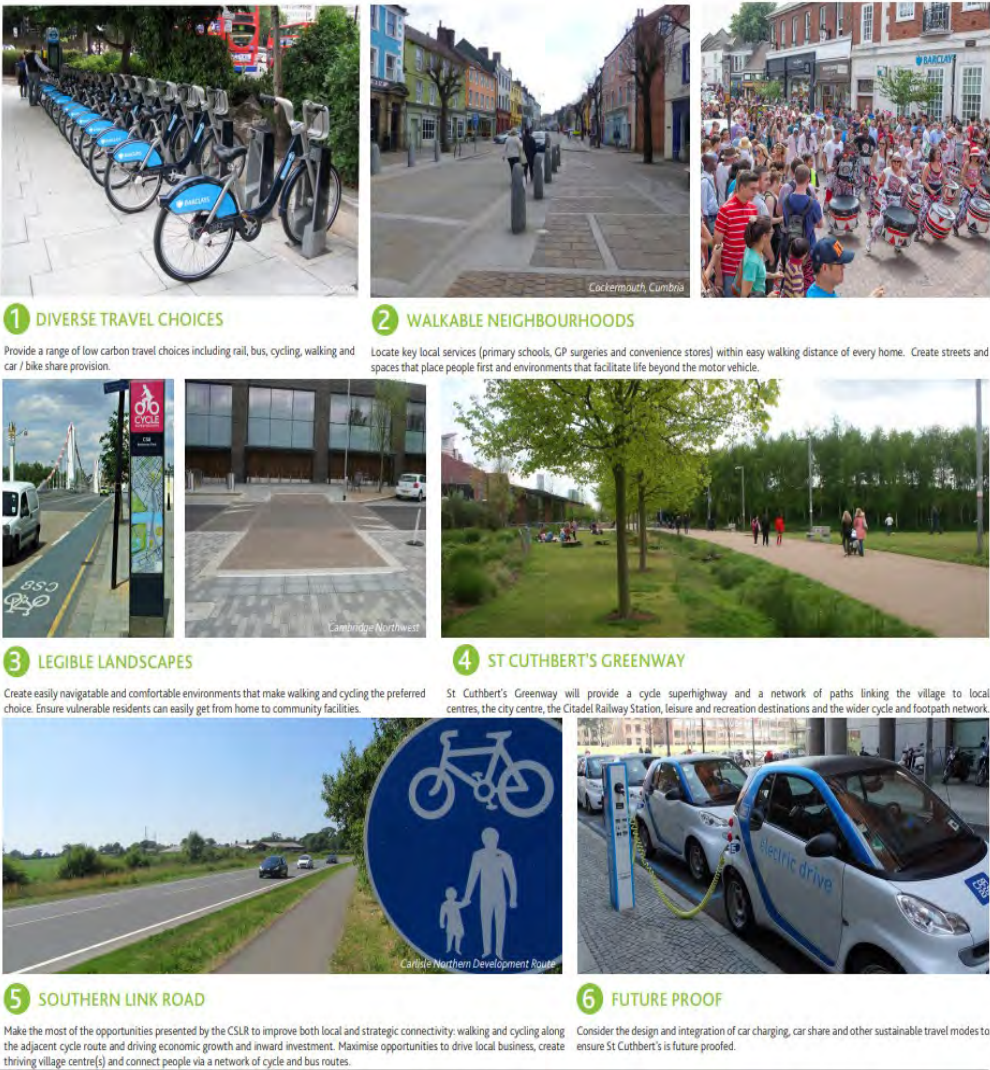 BARCLAYS
BARCLAYS
Cockermouth, Cumbria
BARCLAYS
1 DIVERSE TRAVEL CHOICES
Provide a range of low carbon travel choices including rail, bus, cycling, walking and
car / bike share provision.
2 WALKABLE NEIGHBOURHOODS
Locate key local services (primary schools, GP surgeries and convenience stores) within easy walking distance of every home. Create streets and
spaces that place people first and environments that facilitate life beyond the motor vehicle.
CYCLE
CS8
CS8
Cambridge Northwest
3 LEGIBLE LANDSCAPES
Create easily navigatable and comfortable environments that make walking and cycling the preferred
choice. Ensure vulnerable residents can easily get from home to community facilities.
4 ST CUTHBERT'S GREENWAY
St Cuthbert's Greenway will provide a cycle superhighway and a network of paths linking the village to local
centres, the city centre, the Citadel Railway Station, leisure and recreation destinations and the wider cycle and footpath network.
Carlisle Northern Development Route
electric drive
5 SOUTHERN LINK ROAD
Make the most of the opportunities presented by the CSLR to improve both local and strategic connectivity: walking and cycling along
the adjacent cycle route and driving economic growth and inward investment. Maximise opportunities to drive local business, create
thriving village centre(s) and connect people via a network of cycle and bus routes.
6 FUTURE PROOF
Consider the design and integration of car charging, car share and other sustainable travel modes to
ensure St Cuthbert's is future proofed.